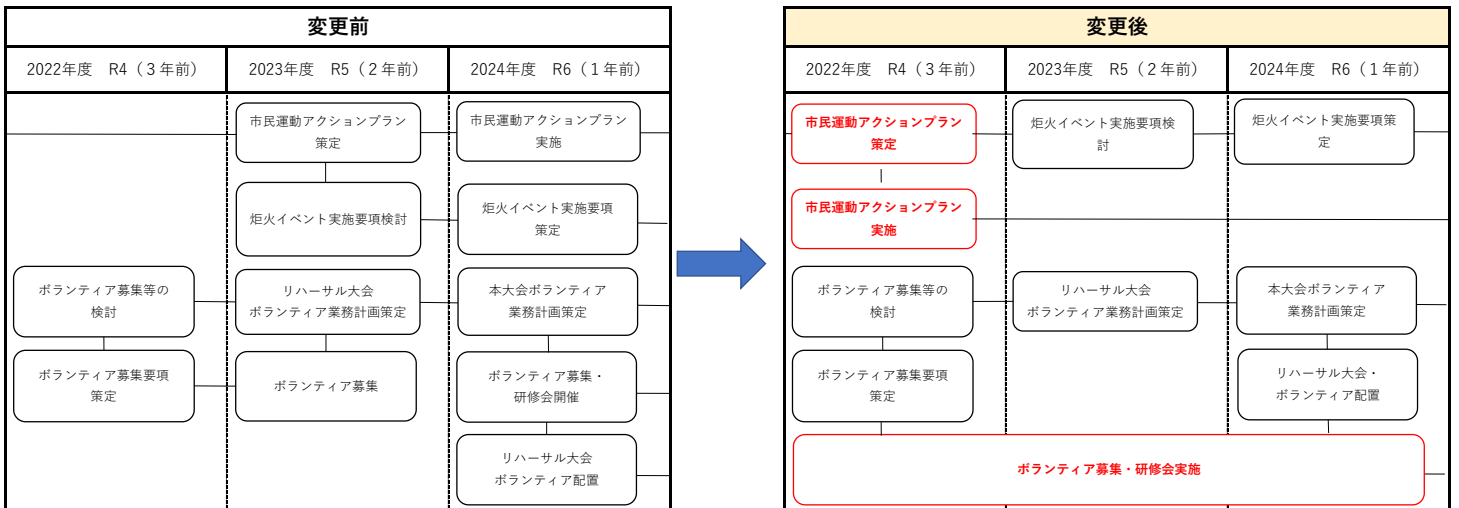 変更前
2022年度　R4（３年前）
2023年度　R5（２年前）
2024年度　R6（１年前）
市民運動アクションプラン
策定
市民運動アクションプラン
実施
炬火イベント実施要項検討
炬火イベント実施要項
策定
ボランティア募集等の
検討
リハーサル大会
ボランティア業務計画策定
本大会ボランティア
業務計画策定
ボランティア募集要項
策定
ボランティア募集
ボランティア募集・
研修会開催
リハーサル大会
ボランティア配置
変更後
2022年度　R4（３年前）
2023年度　R5（２年前）
2024年度　R6（１年前）
市民運動アクションプラン
策定
炬火イベント実施要項検
討
炬火イベント実施要項策
定
市民運動アクションプラン
実施
ボランティア募集等の
検討
リハーサル大会
ボランティア業務計画策定
本大会ボランティア
業務計画策定
ボランティア募集要項
策定
リハーサル大会・
ボランティア配置
ボランティア募集・研修会実施